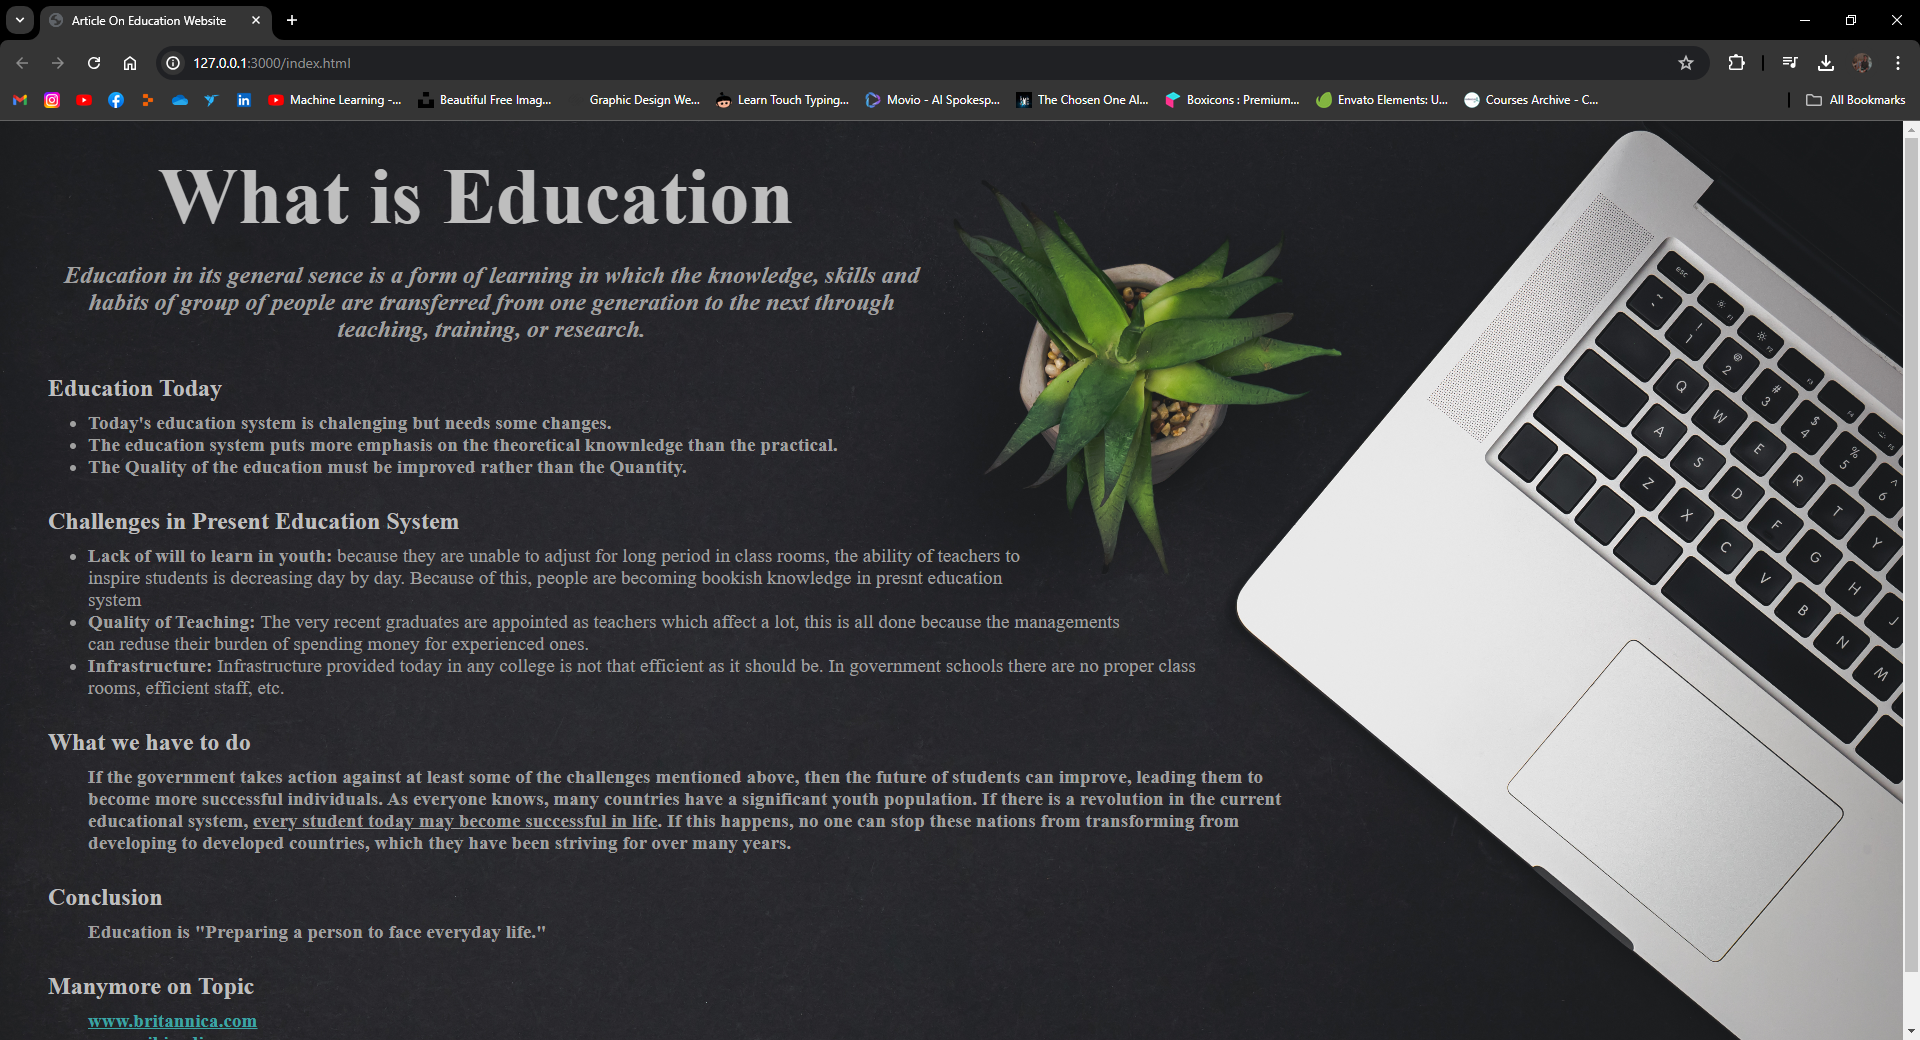 Article On Education Website
127.0.0.1:3000/index.html
Machine Learning -...
Beautiful Free Imag...
Graphic Design We...
Learn Touch Typing...
Movio - AI Spokesp...
The Chosen One Al...
Boxicons : Premium...
Envato Elements: U...
Courses Archive - C...
All Bookmarks
What is Education
Education in its general sence is a form of learning in which the knowledge, skills and
habits of group of people are transferred from one generation to the next through
teaching, training, or research.
Education Today
Today's education system is chalenging but needs some changes.
The education system puts more emphasis on the theoretical knownledge than the practical.
The Quality of the education must be improved rather than the Quantity.
Challenges in Present Education System
Lack of will to learn in youth: because they are unable to adjust for long period in class rooms, the ability of teachers to
inspire students is decreasing day by day. Because of this, people are becoming bookish knowledge in presnt education
system
Quality of Teaching: The very recent graduates are appointed as teachers which affect a lot, this is all done because the managements
can reduse their burden of spending money for experienced ones.
Infrastructure: Infrastructure provided today in any college is not that efficient as it should be. In government schools there are no proper class
rooms, efficient staff, etc.
What we have to do
If the government takes action against at least some of the challenges mentioned above, then the future of students can improve, leading them to
become more successful individuals. As everyone knows, many countries have a significant youth population. If there is a revolution in the current
educational system, every student today may become successful in life. If this happens, no one can stop these nations from transforming from
developing to developed countries, which they have been striving for over many years.
Conclusion
Education is "Preparing a person to face everyday life."
Manymore on Topic
www.britannica.com
esc
~ ` ! 1 @ 2 # 3 $ 4 % 5 ^ 6
Q W E R T Y
A S D F G H J
Z X C V B N M